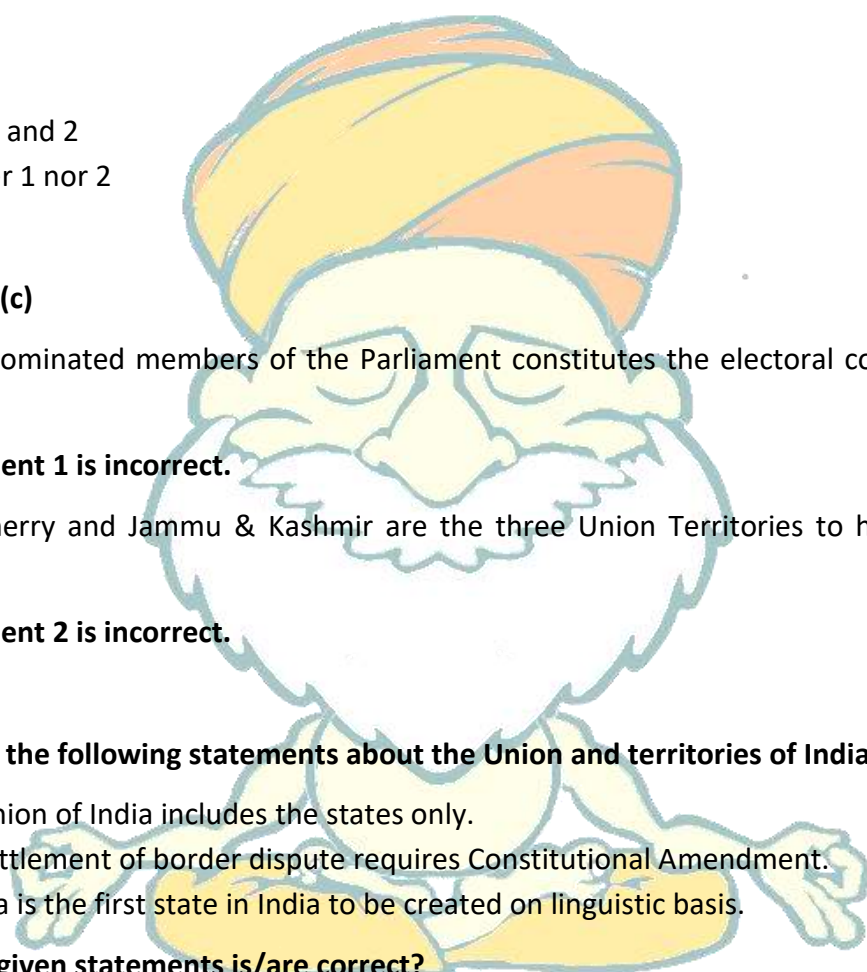 and 2
r 1 nor 2
(c)
ominated members of the Parliament constitutes the electoral co
ent 1 is incorrect.
erry and Jammu & Kashmir are the three Union Territories to h
ent 2 is incorrect.
the following statements about the Union and territories of India
nion of India includes the states only.
ttlement of border dispute requires Constitutional Amendment.
a is the first state in India to be created on linguistic basis.
given statements is/are correct?